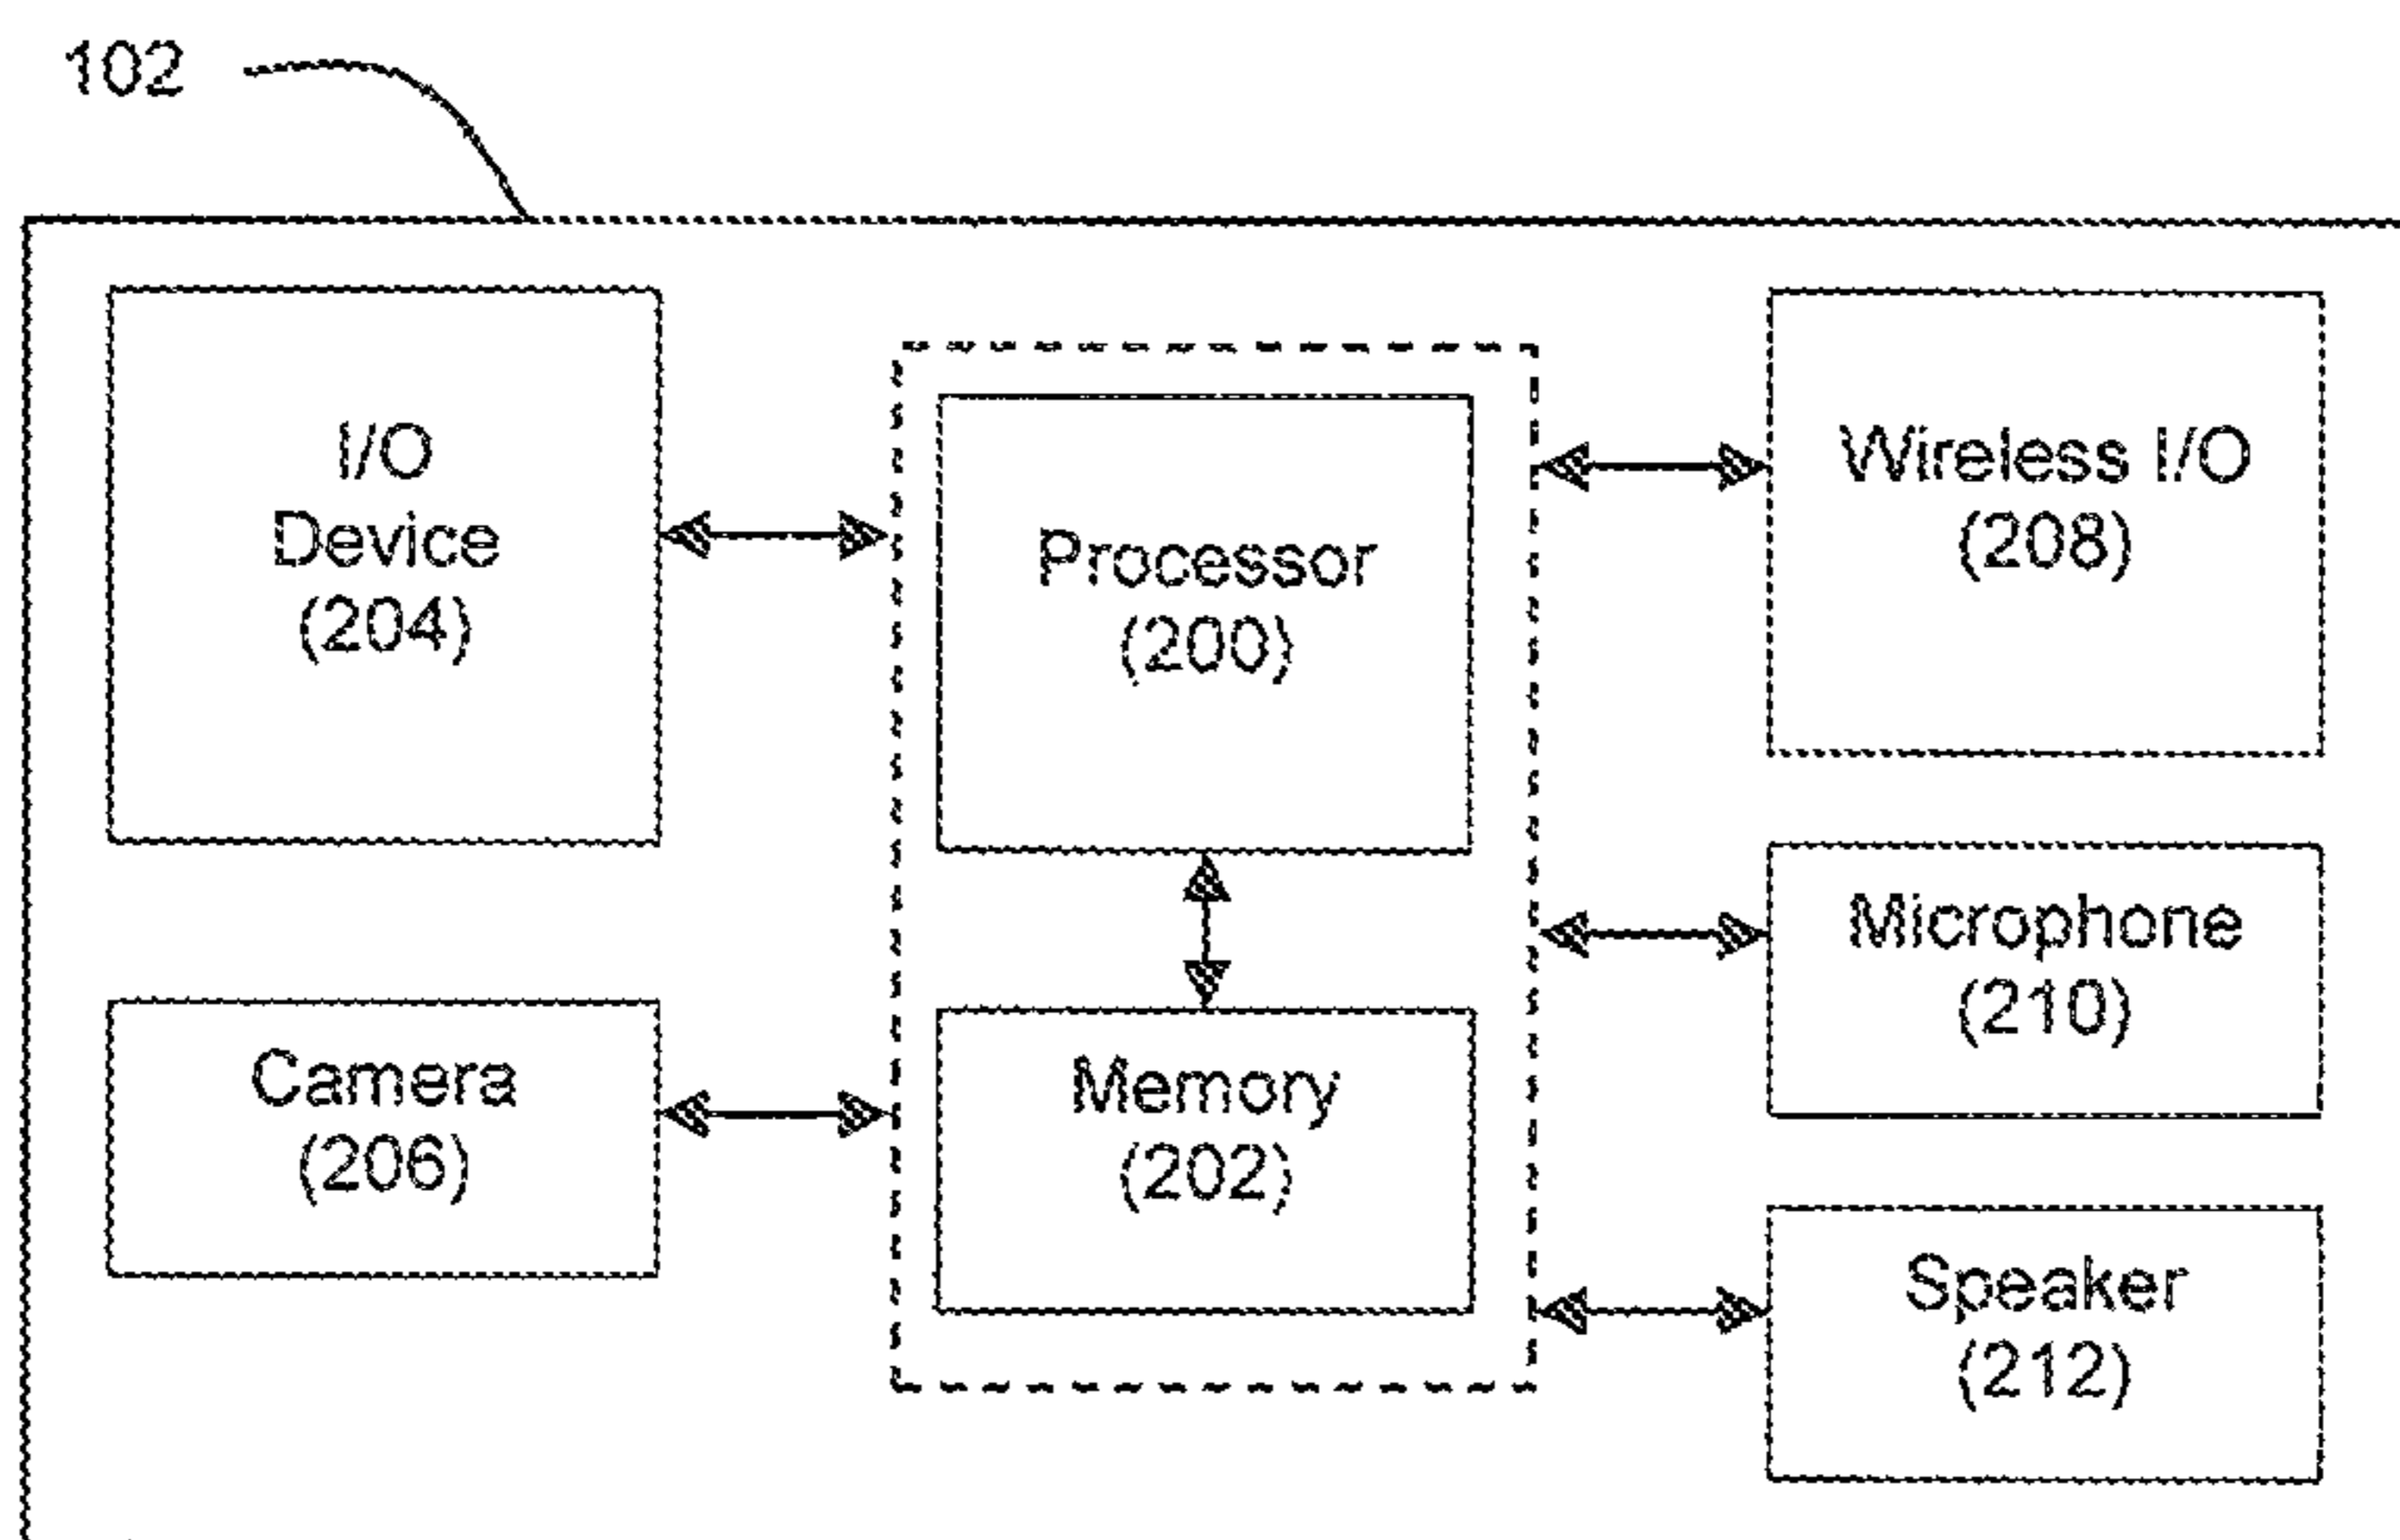 102
I/O
Device
(204)
Processor
(200)
Wireless I/O
(208)
Camera
(206)
Memory
(202)
Microphone
(210)
Speaker
(212)